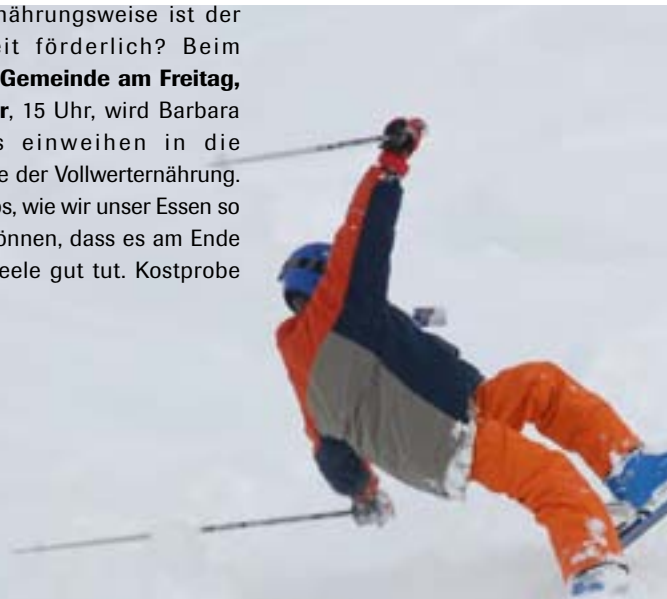 nährungsweise ist der
eit förderlich? Beim
Gemeinde am Freitag,
r, 15 Uhr, wird Barbara
s einweihen in die
e der Vollwerternährung.
os, wie wir unser Essen so
önnen, dass es am Ende
eele gut tut. Kostprobe